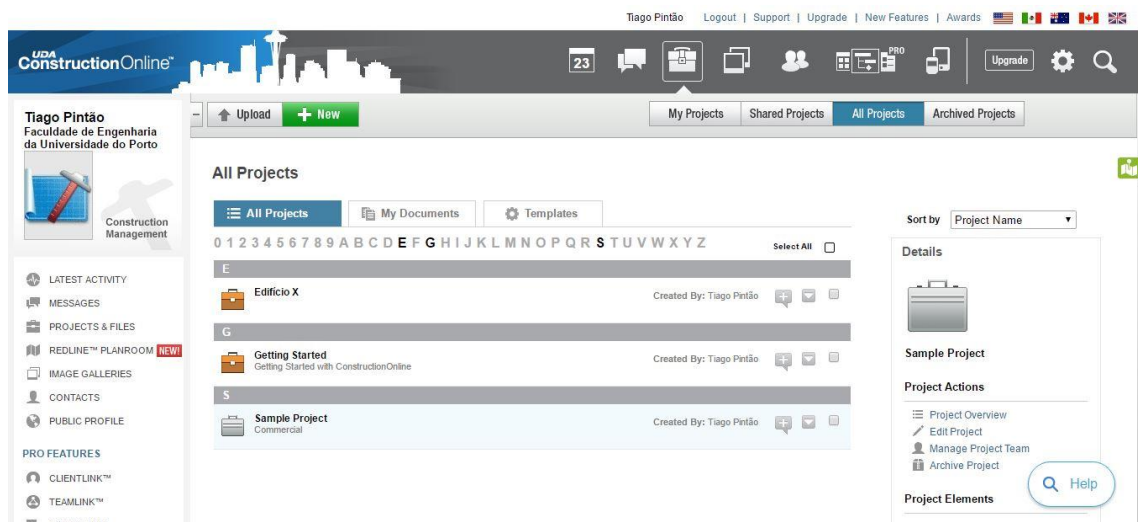 Tiago Pintão Logout | Support | Upgrade | New Features | Awards
UDA
ConstructionOnline™
23
PRO
Upgrade
Tiago Pintão
Faculdade de Engenharia
da Universidade do Porto
Construction
Management
Upload
New
My Projects Shared Projects All Projects Archived Projects
All Projects
All Projects My Documents Templates
Sort by Project Name
0 1 2 3 4 5 6 7 8 9 A B C D E F G H I J K L M N O P Q R S T U V W X Y Z
Select All
E
Edifício X
Created By: Tiago Pintão
G
Getting Started
Getting Started with ConstructionOnline
Created By: Tiago Pintão
S
Sample Project
Commercial
Created By: Tiago Pintão
Details
Sample Project
Project Actions
Project Overview
Edit Project
Manage Project Team
Archive Project
Project Elements
Help
LATEST ACTIVITY
MESSAGES
PROJECTS & FILES
REDLINE™ PLANROOM NEW!
IMAGE GALLERIES
CONTACTS
PUBLIC PROFILE
PRO FEATURES
CLIENTLINK™
TEAMLINK™